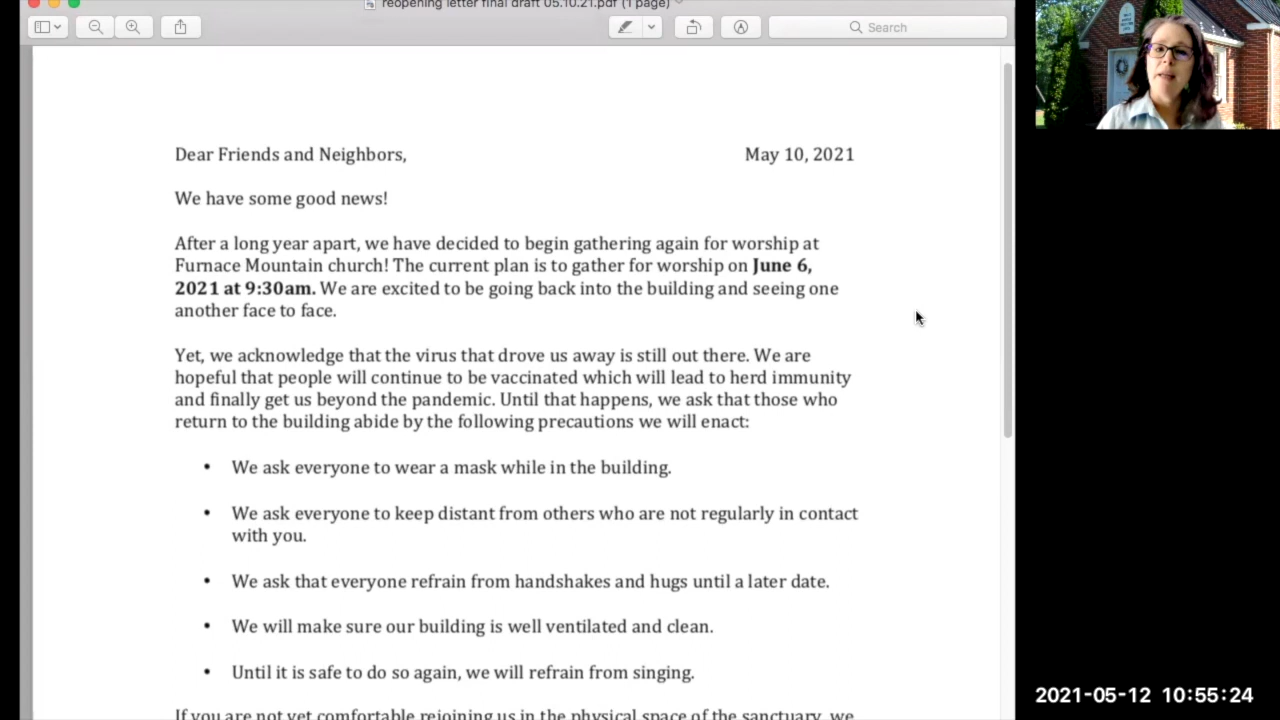 reopening letter final draft 05.10.21.pdf (1 page)
Search
Dear Friends and Neighbors, May 10, 2021
We have some good news!
After a long year apart, we have decided to begin gathering again for worship at
Furnace Mountain church! The current plan is to gather for worship on June 6,
2021 at 9:30am. We are excited to be going back into the building and seeing one
another face to face.
Yet, we acknowledge that the virus that drove us away is still out there. We are
hopeful that people will continue to be vaccinated which will lead to herd immunity
and finally get us beyond the pandemic. Until that happens, we ask that those who
return to the building abide by the following precautions we will enact:
• We ask everyone to wear a mask while in the building.
• We ask everyone to keep distant from others who are not regularly in contact
with you.
• We ask that everyone refrain from handshakes and hugs until a later date.
• We will make sure our building is well ventilated and clean.
• Until it is safe to do so again, we will refrain from singing.
If you are not yet comfortable rejoining us in the physical space of the sanctuary, we
2021-05-12 10:55:24